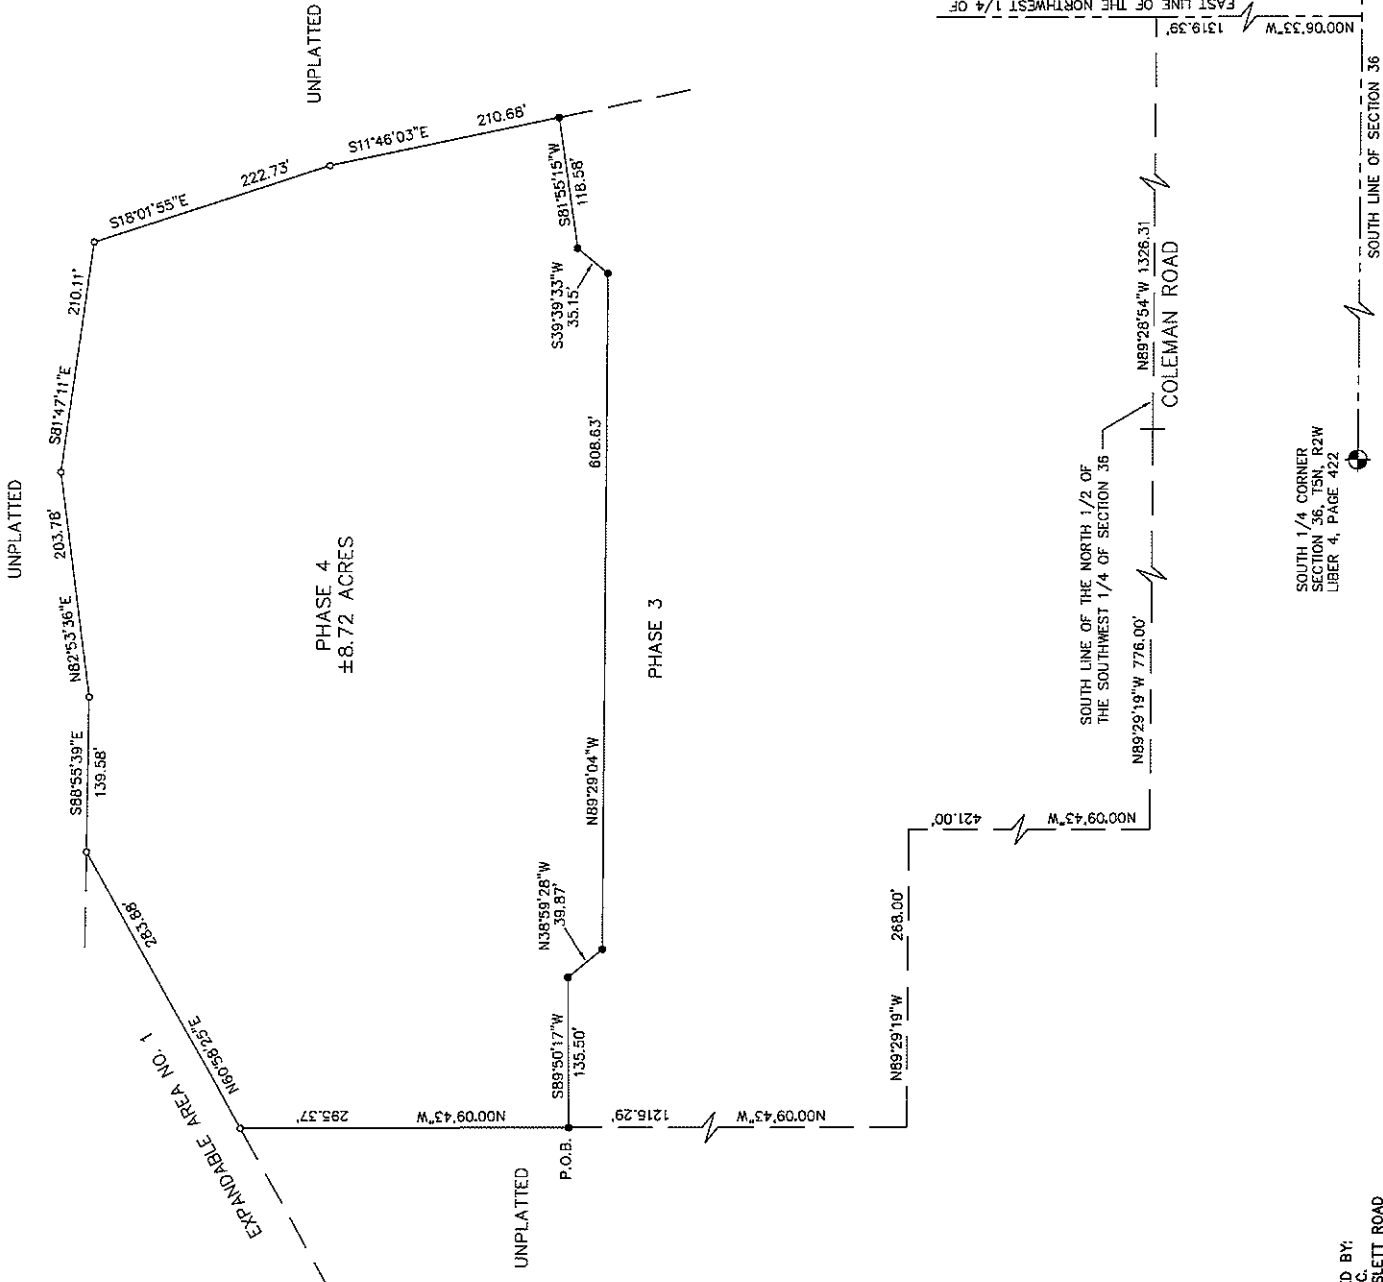 UNPLATTED
UNPLATTED
S88°55'39"E
139.58'
N82°53'36"E
203.78'
S81°47'11"E
210.11'
S18°01'55"E
222.73'
S11°46'03"E
210.68'
S81°55'15"W
118.58'
S39°39'33"W
35.15'
608.63'
N89°29'04"W
N38°59'28"W
39.87'
S89°50'17"W
135.50'
P.O.B.
N00°09'43"W
295.37'
N60°58'25"E
283.88'
EXPANDABLE AREA NO. 1
UNPLATTED
PHASE 4
±8.72 ACRES
PHASE 3
N00°09'43"W
1216.29'
N89°29'19"W
268.00'
N00°09'43"W
421.00'
N89°29'19"W 776.00'
SOUTH LINE OF THE NORTH 1/2 OF
THE SOUTHWEST 1/4 OF SECTION 36
N89°28'54"W 1326.31
COLEMAN ROAD
EAST LINE OF THE NORTHWEST 1/4 OF
N00°06'33"W
1319.39'
SOUTH LINE OF SECTION 36
SOUTH 1/4 CORNER
SECTION 36, T5N, R2W
LIBER 4, PAGE 422
D BY:
C.
SLETT ROAD